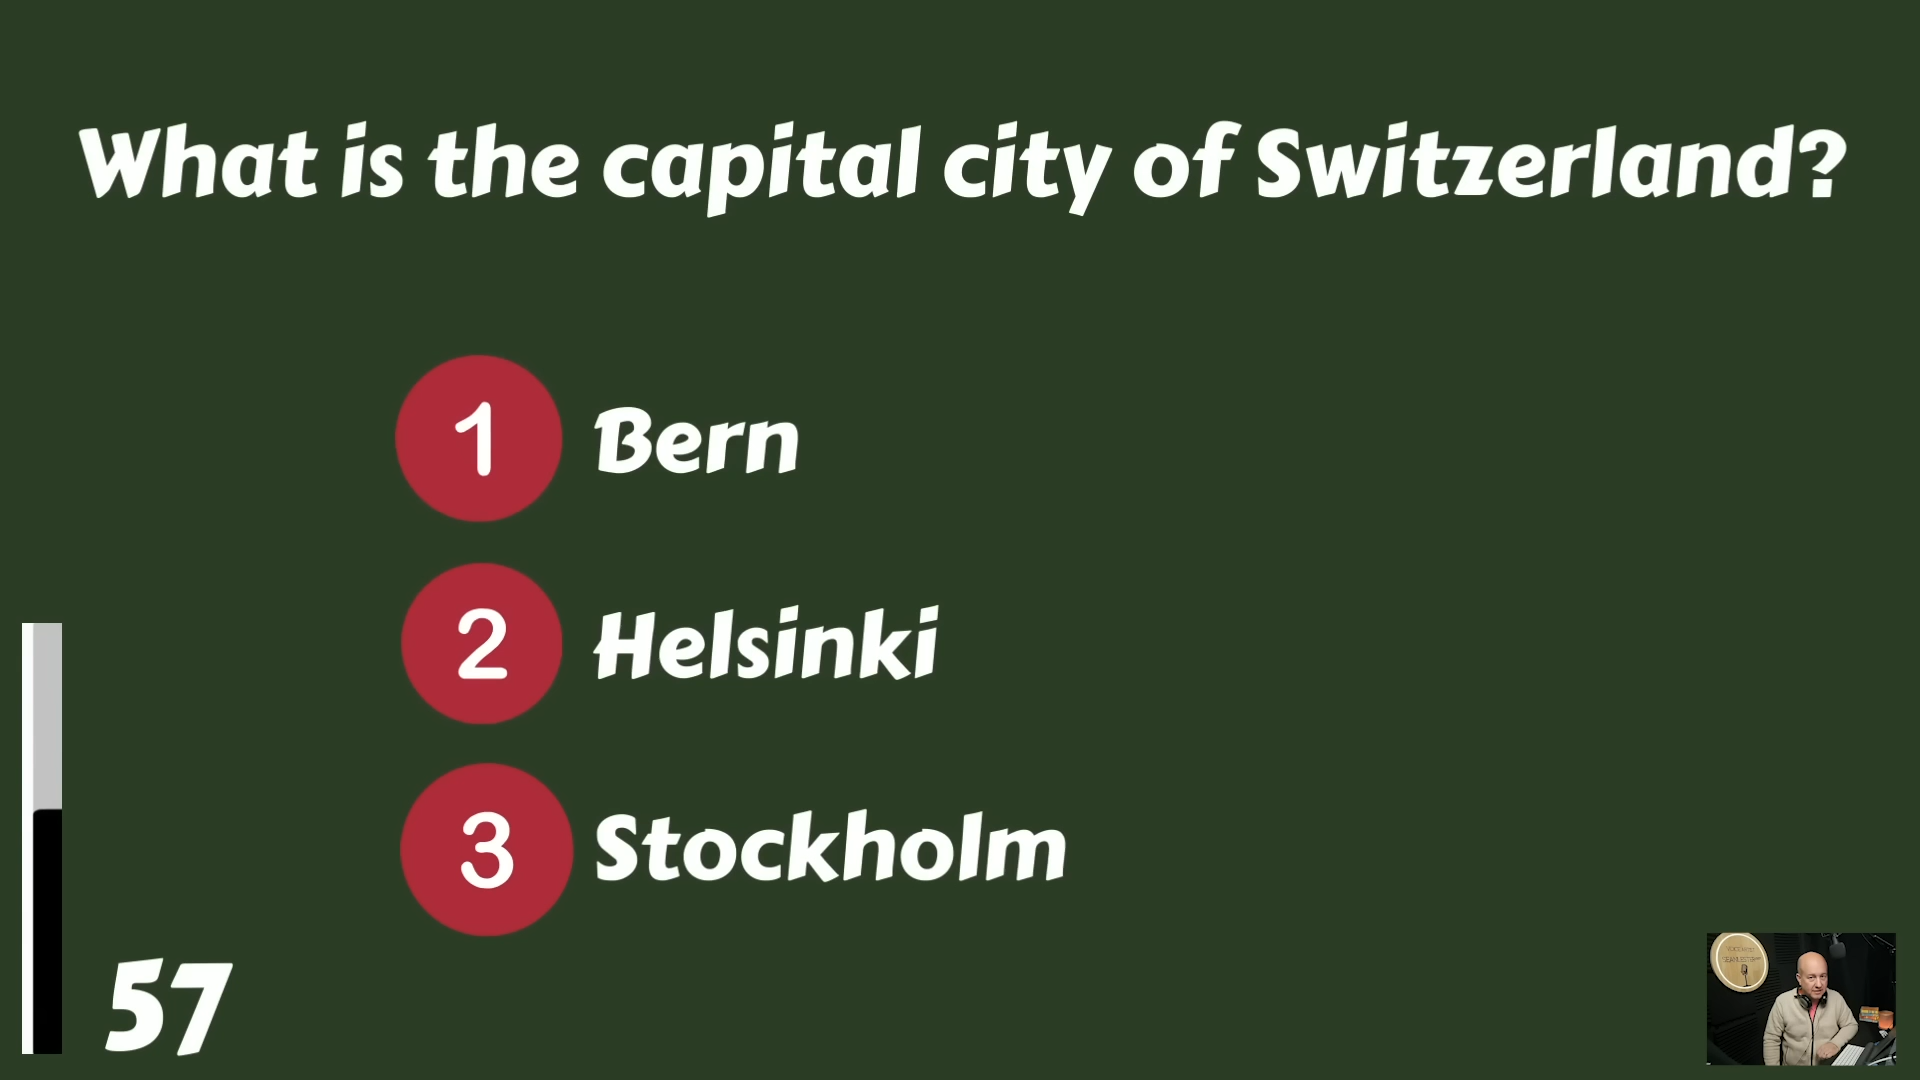 What is the capital city of Switzerland?
1 Bern
2 Helsinki
3 Stockholm
57